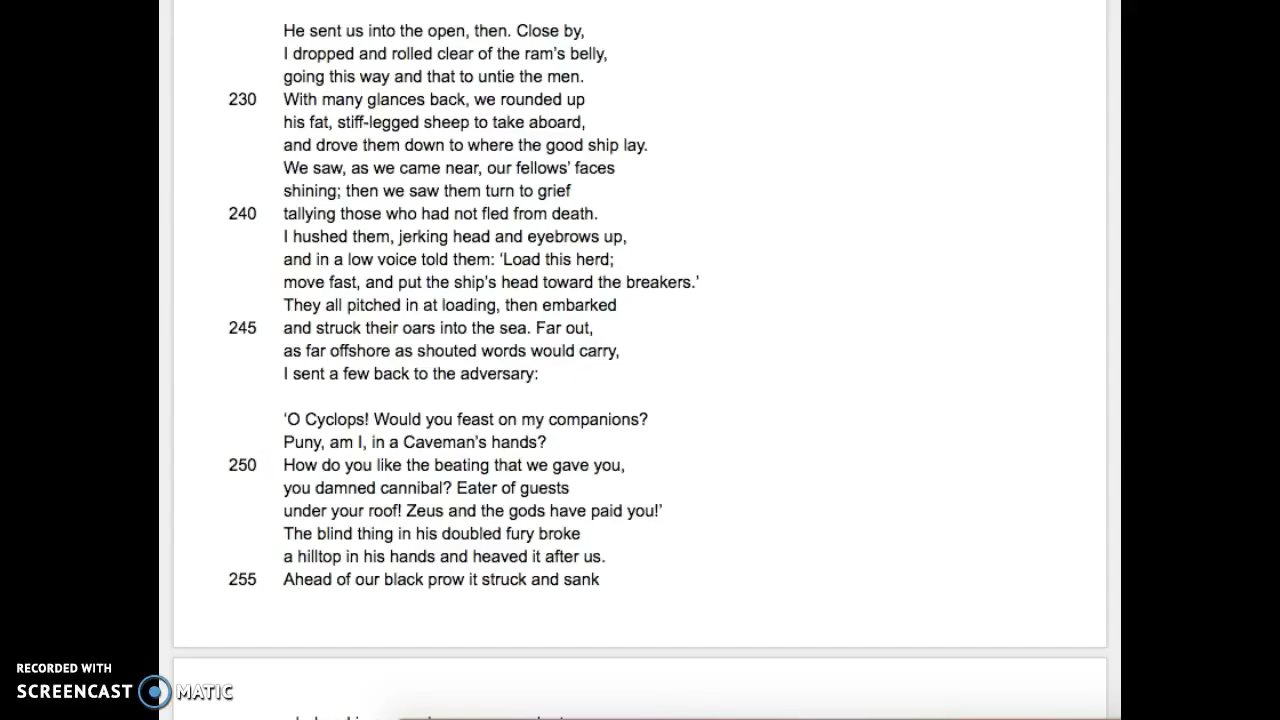 He sent us into the open, then. Close by,
I dropped and rolled clear of the ram's belly,
going this way and that to untie the men.
230 With many glances back, we rounded up
his fat, stiff-legged sheep to take aboard,
and drove them down to where the good ship lay.
We saw, as we came near, our fellows' faces
shining; then we saw them turn to grief
240 tallying those who had not fled from death.
I hushed them, jerking head and eyebrows up,
and in a low voice told them: ‘Load this herd;
move fast, and put the ship's head toward the breakers.’
They all pitched in at loading, then embarked
245 and struck their oars into the sea. Far out,
as far offshore as shouted words would carry,
I sent a few back to the adversary:
‘O Cyclops! Would you feast on my companions?
Puny, am I, in a Caveman's hands?
250 How do you like the beating that we gave you,
you damned cannibal? Eater of guests
under your roof! Zeus and the gods have paid you!’
The blind thing in his doubled fury broke
a hilltop in his hands and heaved it after us.
255 Ahead of our black prow it struck and sank
RECORDED WITH
SCREENCAST MATIC